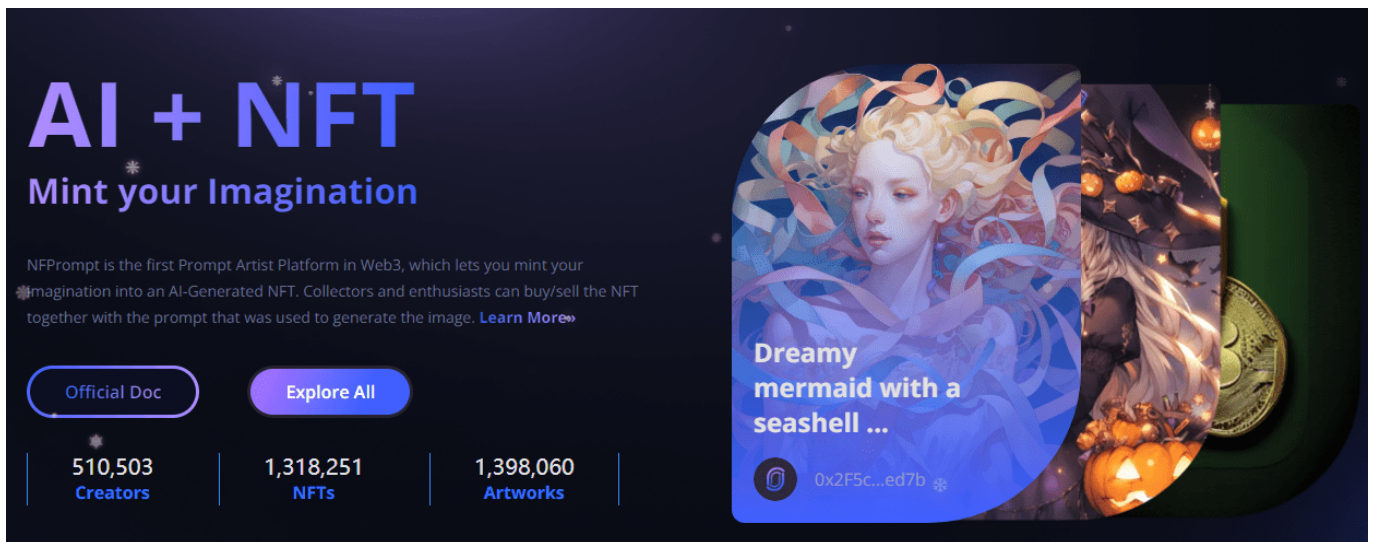 AI + NFT
Mint your Imagination
NFPrompt is the first Prompt Artist Platform in Web3, which lets you mint your
imagination into an AI-Generated NFT. Collectors and enthusiasts can buy/sell the NFT
together with the prompt that was used to generate the image. Learn More»
Official Doc
Explore All
510,503
Creators
1,318,251
NFTs
1,398,060
Artworks
Dreamy
mermaid with a
seashell ...
0x2F5c...ed7b